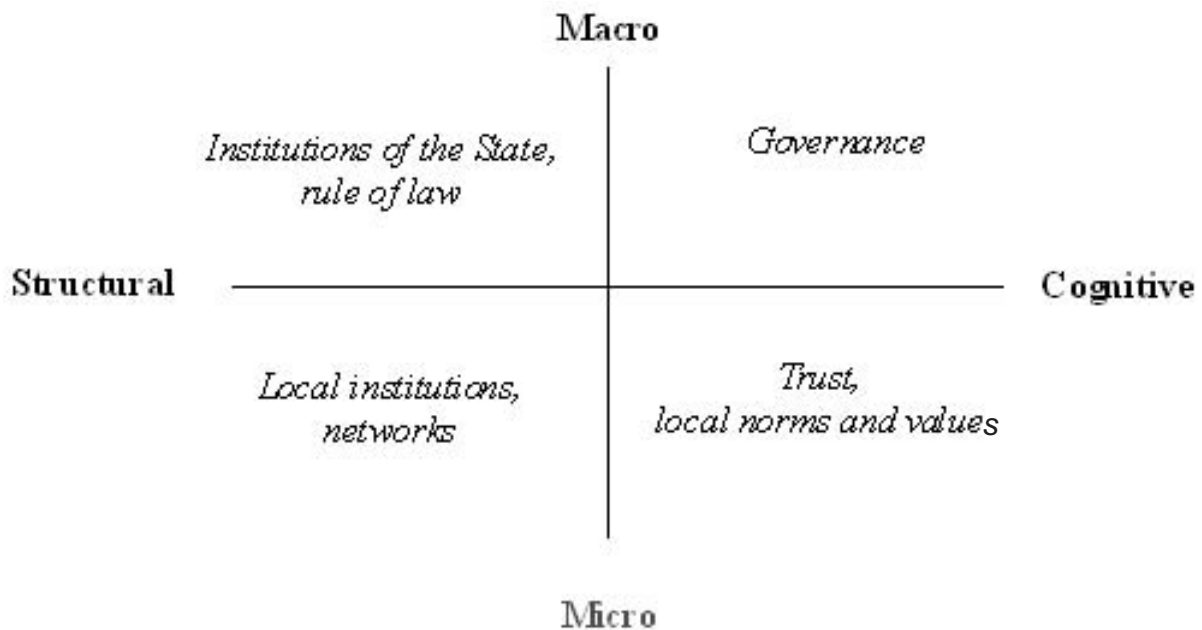 Macro
Institutions of the State,
rule of law
Governance
Structural
Cognitive
Local institutions,
networks
Trust,
local norms and values
Micro